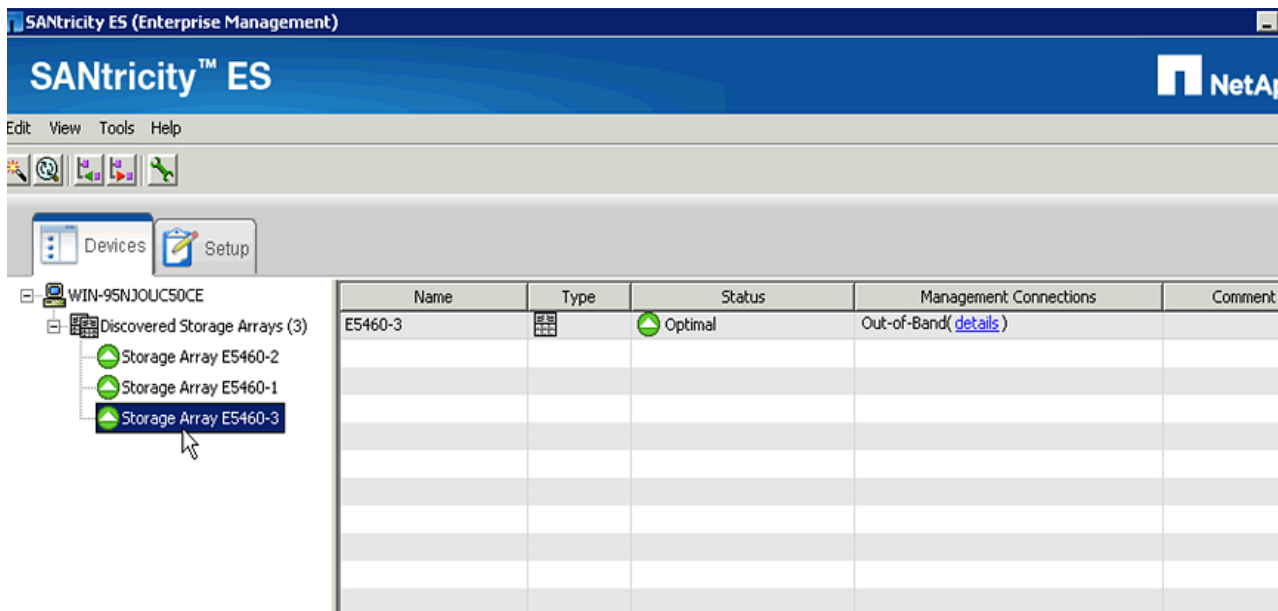 SANtricity ES (Enterprise Management)
SANtricity™ ES
NetAp
Edit View Tools Help
Devices Setup
WIN-95NJOUC50CE
Discovered Storage Arrays (3)
Storage Array E5460-2
Storage Array E5460-1
Storage Array E5460-3
Name Type Status Management Connections Comment
E5460-3 Optimal Out-of-Band( details )